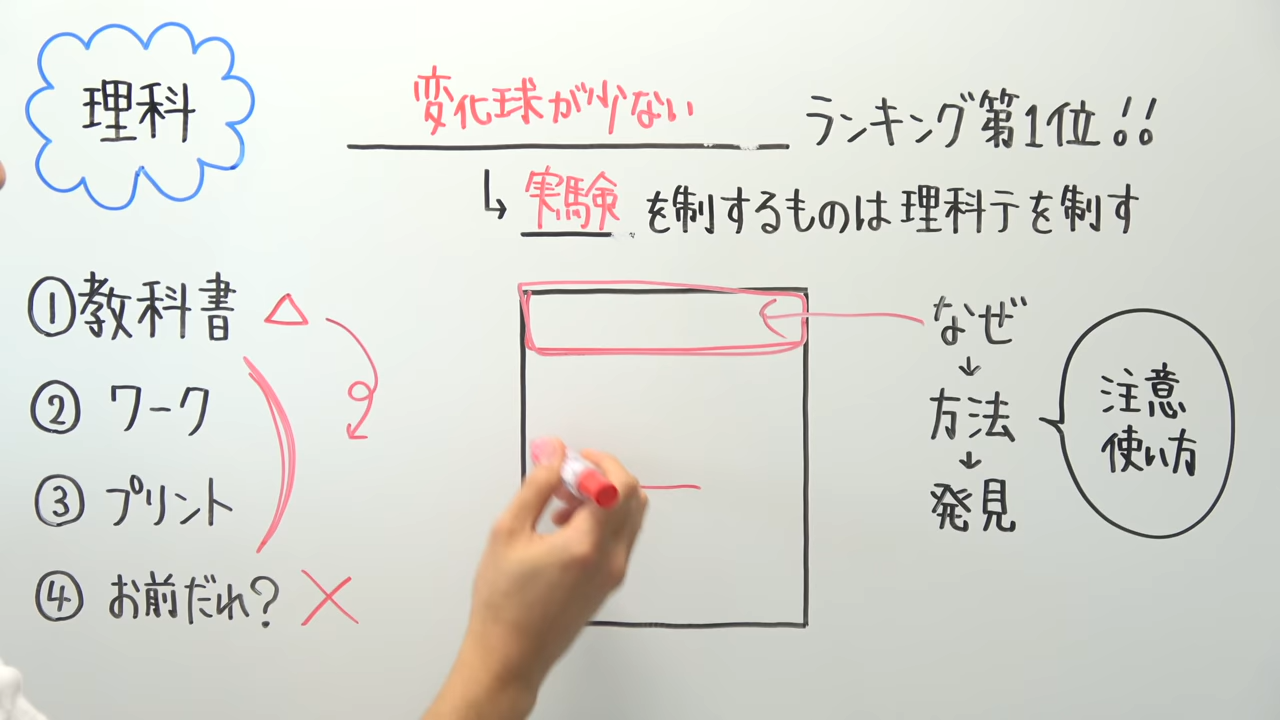 理科
変化球が少ない ランキング第1位!!
↳ 実験 を制するものは理科テを制す
①教科書 △
② ワーク
③ プリント
④ お前だれ? ×
なぜ
↓
方法
↓
発見
注意
使い方